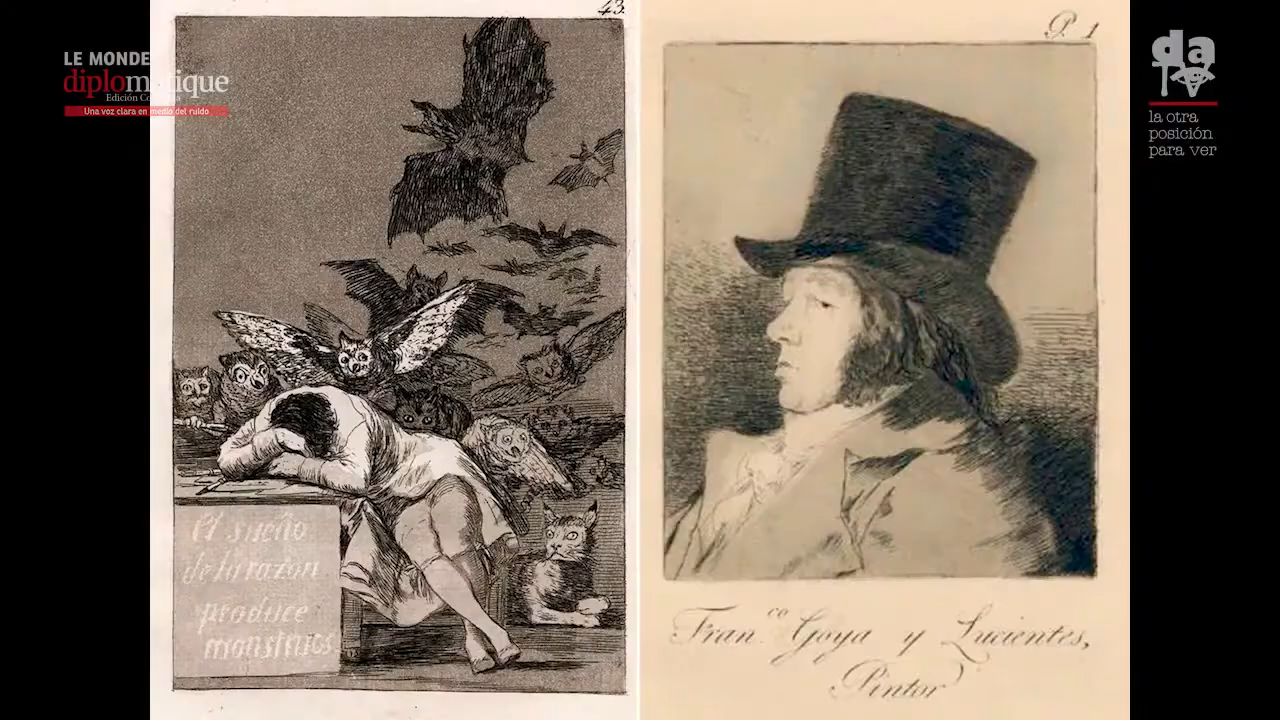 LE MONDE
diplomatique
Una voz clara en medio del ruido
43.
El sueño
de la razon
produce
monstruos
P. 1
Fran.co Goya y Lucientes,
Pintor
da
la otra
posición
para ver